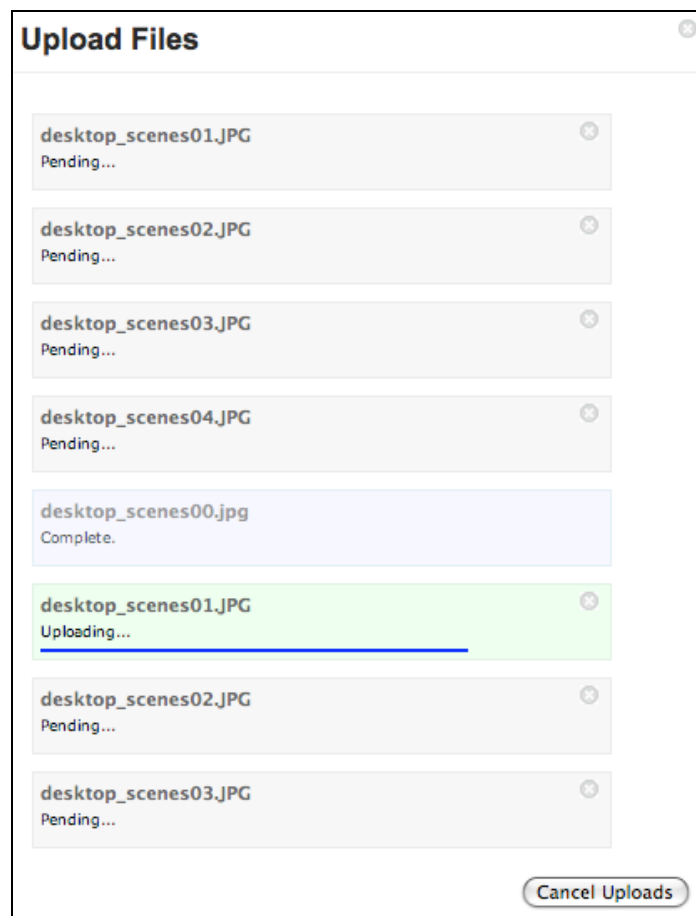 Upload Files
desktop_scenes01.JPG
Pending...
desktop_scenes02.JPG
Pending...
desktop_scenes03.JPG
Pending...
desktop_scenes04.JPG
Pending...
desktop_scenes00.jpg
Complete.
desktop_scenes01.JPG
Uploading...
desktop_scenes02.JPG
Pending...
desktop_scenes03.JPG
Pending...
Cancel Uploads